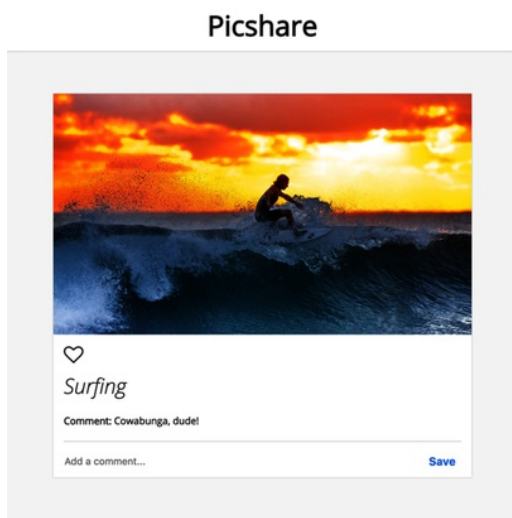 Picshare
Surfing
Comment: Cowabunga, dude!
Add a comment... Save